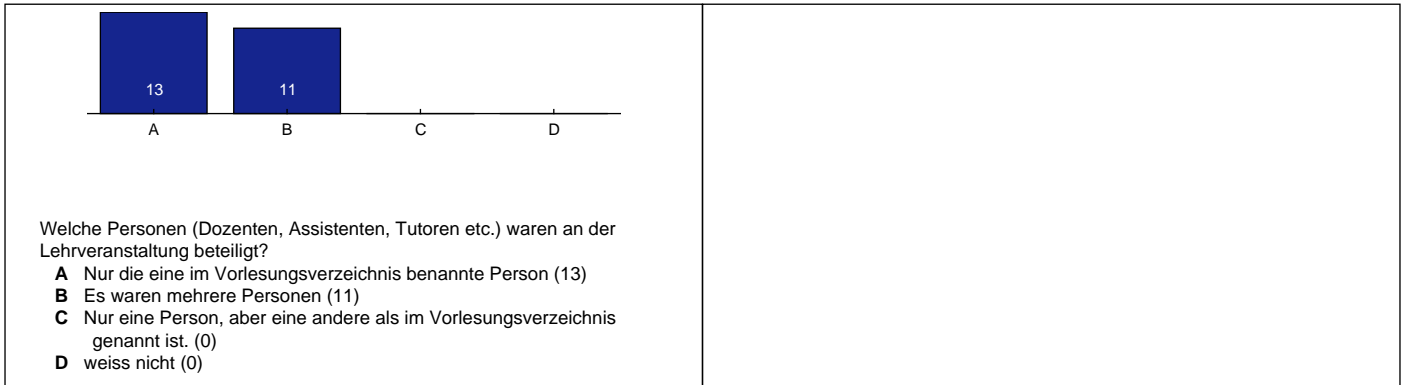 13 11
A B C D
Welche Personen (Dozenten, Assistenten, Tutoren etc.) waren an der
Lehrveranstaltung beteiligt?
A Nur die eine im Vorlesungsverzeichnis benannte Person (13)
B Es waren mehrere Personen (11)
C Nur eine Person, aber eine andere als im Vorlesungsverzeichnis
genannt ist. (0)
D weiss nicht (0)